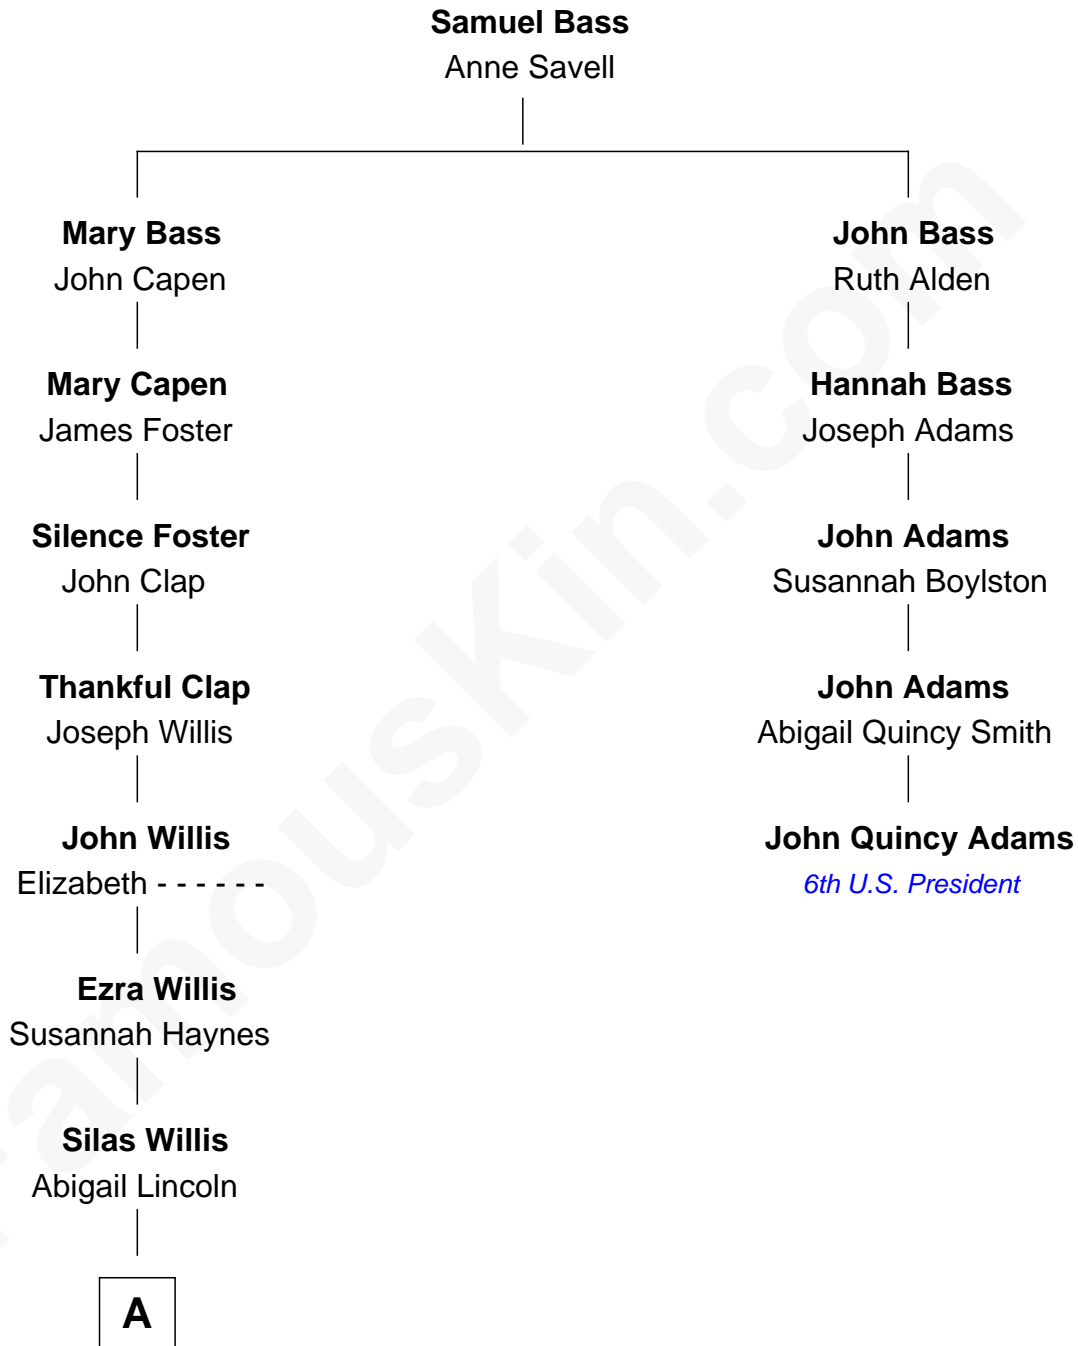 Samuel Bass
Anne Savell
Mary Bass
John Capen
John Bass
Ruth Alden
Mary Capen
James Foster
Hannah Bass
Joseph Adams
Silence Foster
John Clap
John Adams
Susannah Boylston
Thankful Clap
Joseph Willis
John Adams
Abigail Quincy Smith
John Willis
Elizabeth - - - - - -
John Quincy Adams
6th U.S. President
Ezra Willis
Susannah Haynes
Silas Willis
Abigail Lincoln
A
FamousKin.com